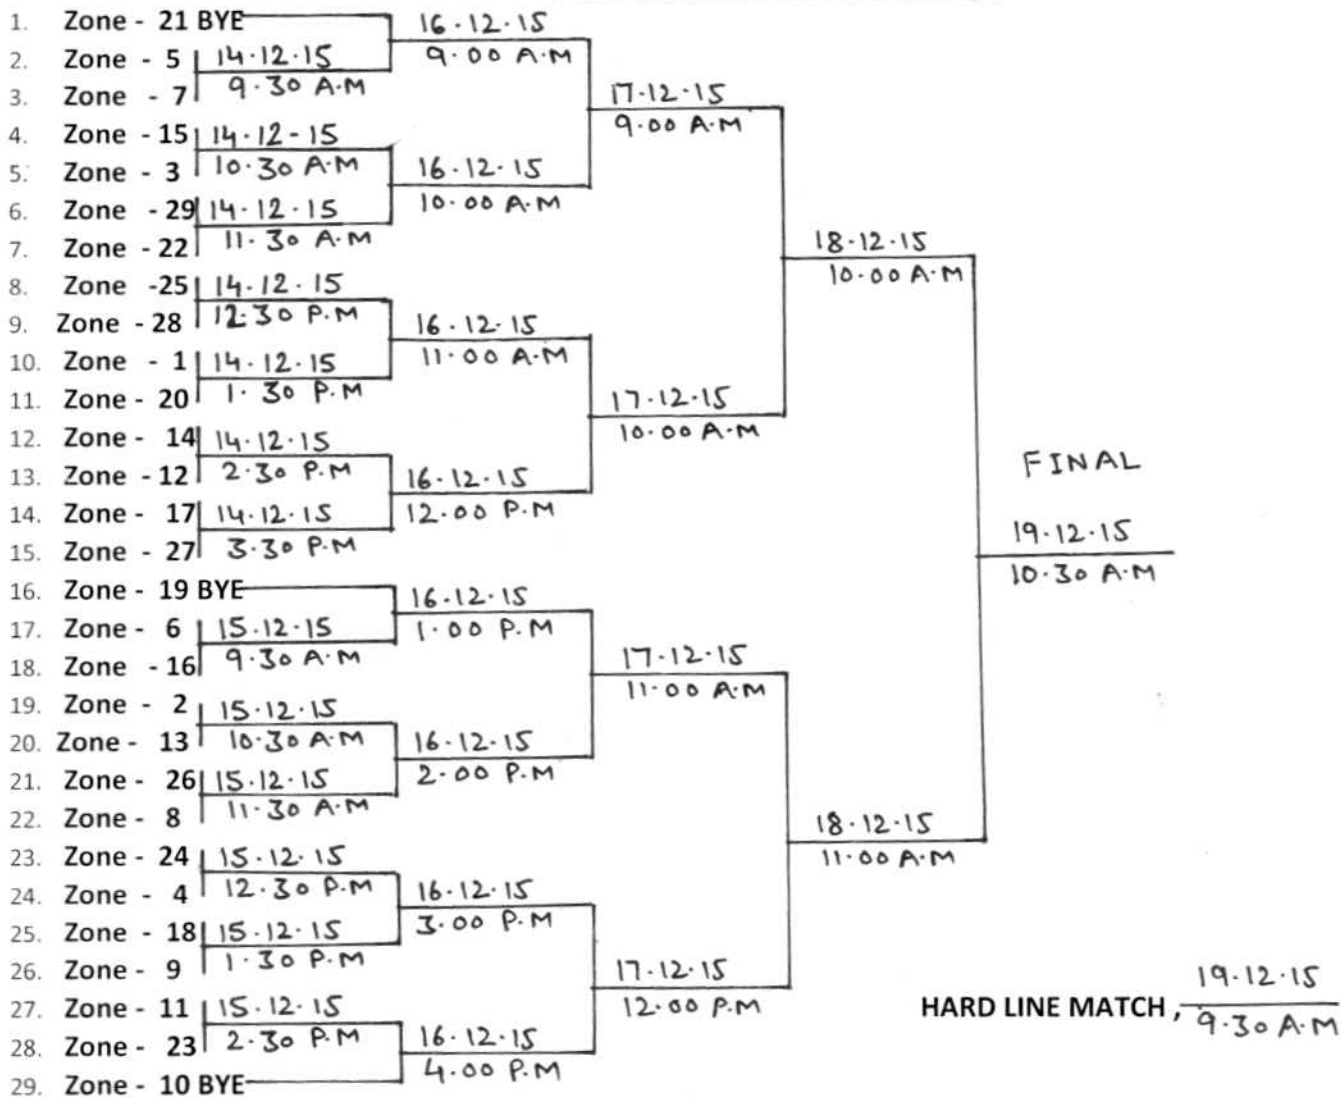 1. Zone - 21 BYE
2. Zone - 5
3. Zone - 7
4. Zone - 15
5. Zone - 3
6. Zone - 29
7. Zone - 22
8. Zone -25
9. Zone - 28
10. Zone - 1
11. Zone - 20
12. Zone - 14
13. Zone - 12
14. Zone - 17
15. Zone - 27
16. Zone - 19 BYE
17. Zone - 6
18. Zone - 16
19. Zone - 2
20. Zone - 13
21. Zone - 26
22. Zone - 8
23. Zone - 24
24. Zone - 4
25. Zone - 18
26. Zone - 9
27. Zone - 11
28. Zone - 23
29. Zone - 10 BYE
14.12.15
9.30 A.M
14.12-15
10.30 A.M
14.12.15
11.30 A.M
14.12.15
12.30 P.M
14.12.15
1.30 P.M
14.12.15
2.30 P.M
14.12.15
3.30 P.M
15.12.15
9.30 A.M
15.12.15
10.30 A.M
15.12.15
11.30 A.M
15.12.15
12.30 P.M
15.12.15
1.30 P.M
15.12.15
2.30 P.M
16.12.15
9.00 A.M
16.12.15
10.00 A.M
16.12.15
11.00 A.M
16.12.15
12.00 P.M
16.12.15
1.00 P.M
16.12.15
2.00 P.M
16.12.15
3.00 P.M
16.12.15
4.00 P.M
17.12.15
9.00 A.M
17.12.15
10.00 A.M
17.12.15
11.00 A.M
17.12.15
12.00 P.M
18.12.15
10.00 A.M
18.12.15
11.00 A.M
FINAL
19.12.15
10.30 A.M
HARD LINE MATCH,
19.12.15
9.30 A.M